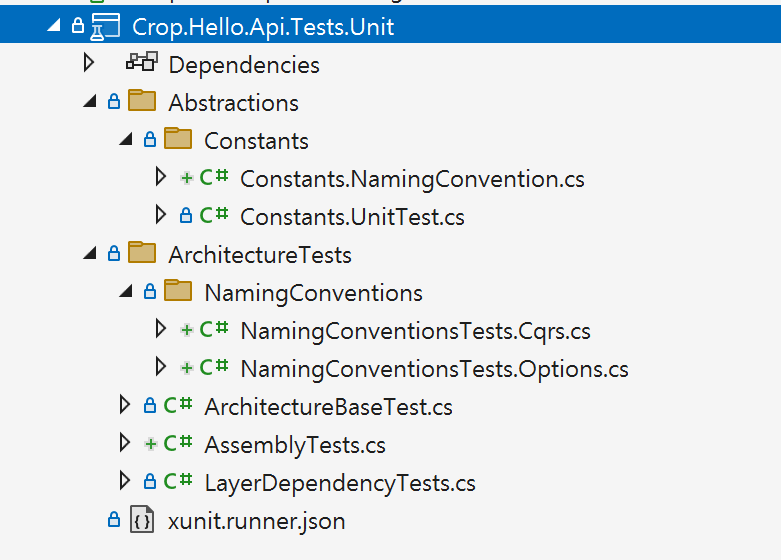 Crop.Hello.Api.Tests.Unit
Dependencies
Abstractions
Constants
C# Constants.NamingConvention.cs
C# Constants.UnitTest.cs
ArchitectureTests
NamingConventions
C# NamingConventionsTests.Cqrs.cs
C# NamingConventionsTests.Options.cs
C# ArchitectureBaseTest.cs
C# AssemblyTests.cs
C# LayerDependencyTests.cs
xunit.runner.json